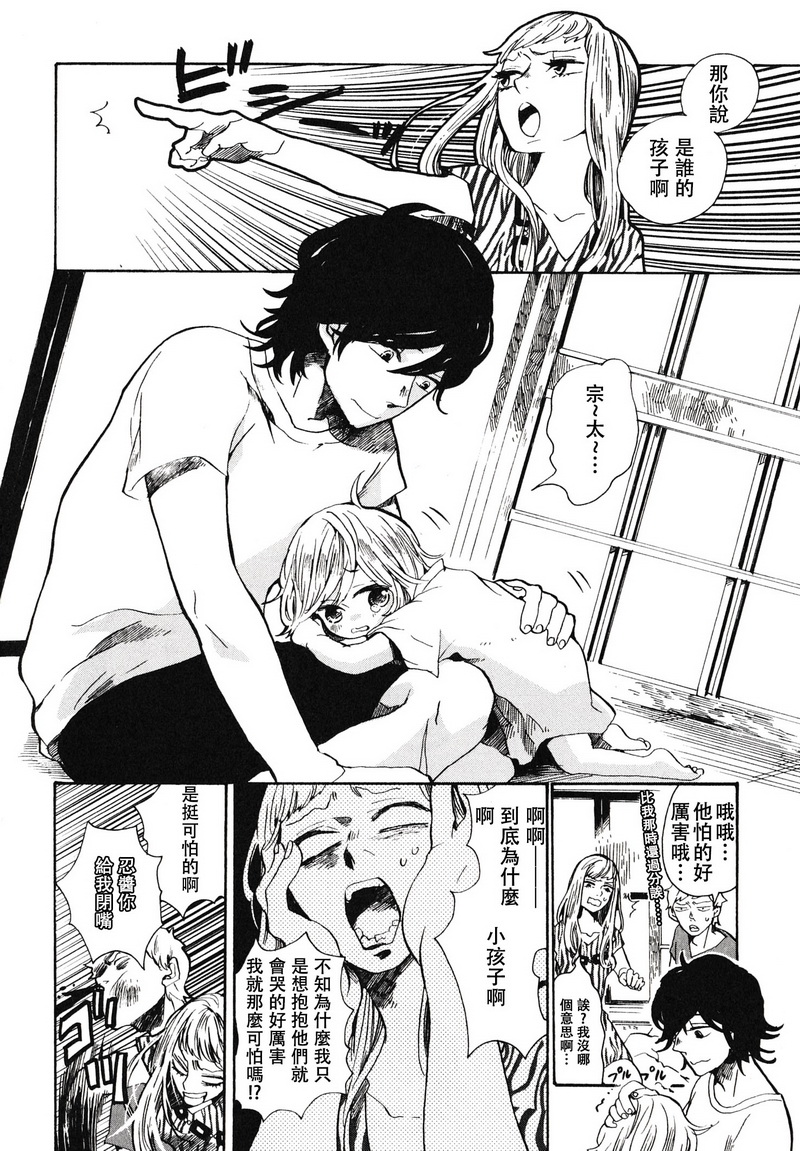 那你說
是誰的
孩子啊
ビシ
宗~太~…
哦哦…
他怕的好
厲害哦…
比我那時還過分誒……
誒?我沒哪
個意思啊…
プル
プル
啊啊——
到底為什麼
啊
小孩子啊
不知為什麼我只
是想抱抱他們就
會哭的好厲害
我就那麼可怕嗎!?
是挺可怕的啊
忍醬你
給我閉嘴